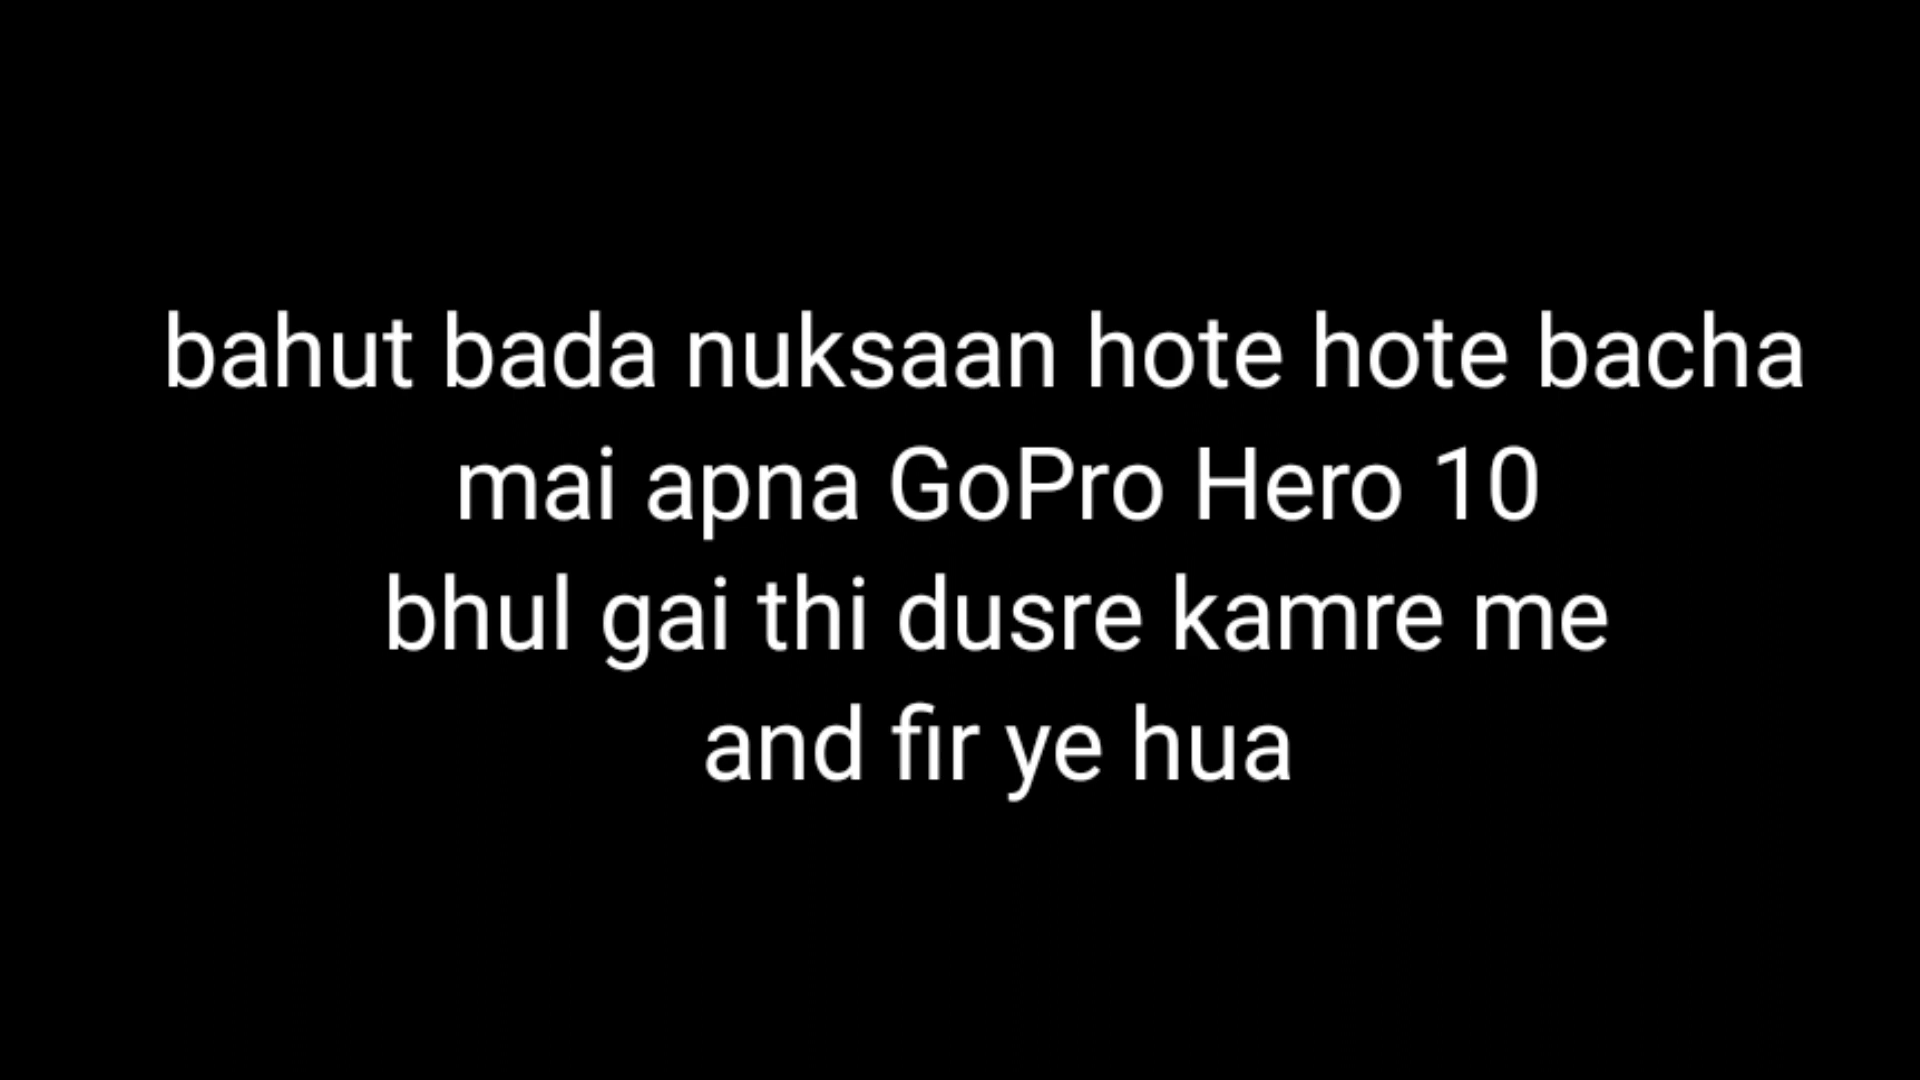 bahut bada nuksaan hote hote bacha
mai apna GoPro Hero 10
bhul gai thi dusre kamre me
and fir ye hua